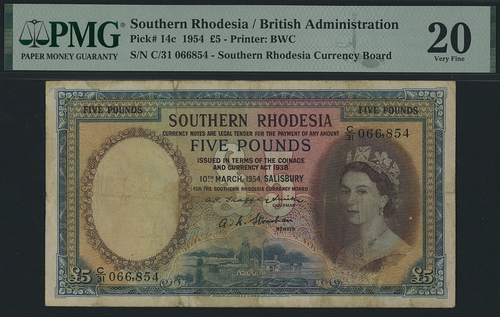 PMG
PAPER MONEY GUARANTY
Southern Rhodesia / British Administration
Pick# 14c 1954 £5 - Printer: BWC
S/N C/31 066854 - Southern Rhodesia Currency Board
20
Very Fine
FIVE POUNDS
FIVE POUNDS
SOUTHERN RHODESIA
CURRENCY NOTES ARE LEGAL TENDER FOR THE PAYMENT OF ANY AMOUNT
C/31 066,854
FIVE POUNDS
ISSUED IN TERMS OF THE COINAGE
AND CURRENCY ACT 1938
10TH MARCH, 1954, SALISBURY
FOR THE SOUTHERN RHODESIA CURRENCY BOARD
CHAIRMAN
MEMBER
C/31 066,854
£5
£5